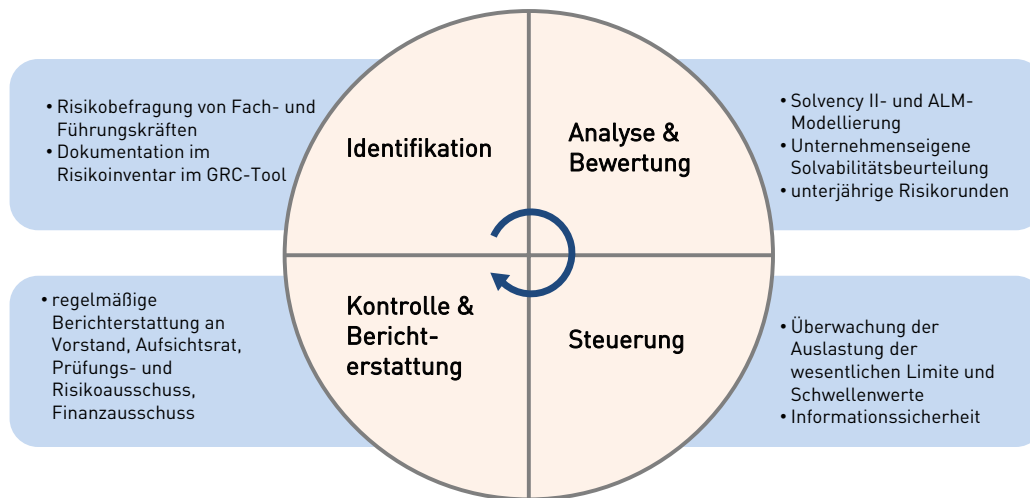 • Risikobefragung von Fach- und
Führungskräften
• Dokumentation im
Risikoinventar im GRC-Tool
Identifikation
Analyse &
Bewertung
• Solvency II- und ALM-
Modellierung
• Unternehmenseigene
Solvabilitätsbeurteilung
• unterjährige Risikorunden
• regelmäßige
Berichterstattung an
Vorstand, Aufsichtsrat,
Prüfungs- und
Risikoausschuss,
Finanzausschuss
Kontrolle &
Bericht-
erstattung
Steuerung
• Überwachung der
Auslastung der
wesentlichen Limite und
Schwellenwerte
• Informationssicherheit